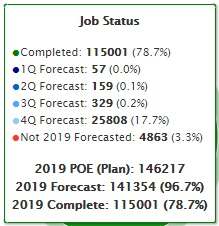 Job Status
Completed: 115001 (78.7%)
1Q Forecast: 57 (0.0%)
2Q Forecast: 159 (0.1%)
3Q Forecast: 329 (0.2%)
4Q Forecast: 25808 (17.7%)
Not 2019 Forecasted: 4863 (3.3%)
2019 POE (Plan): 146217
2019 Forecast: 141354 (96.7%)
2019 Complete: 115001 (78.7%)